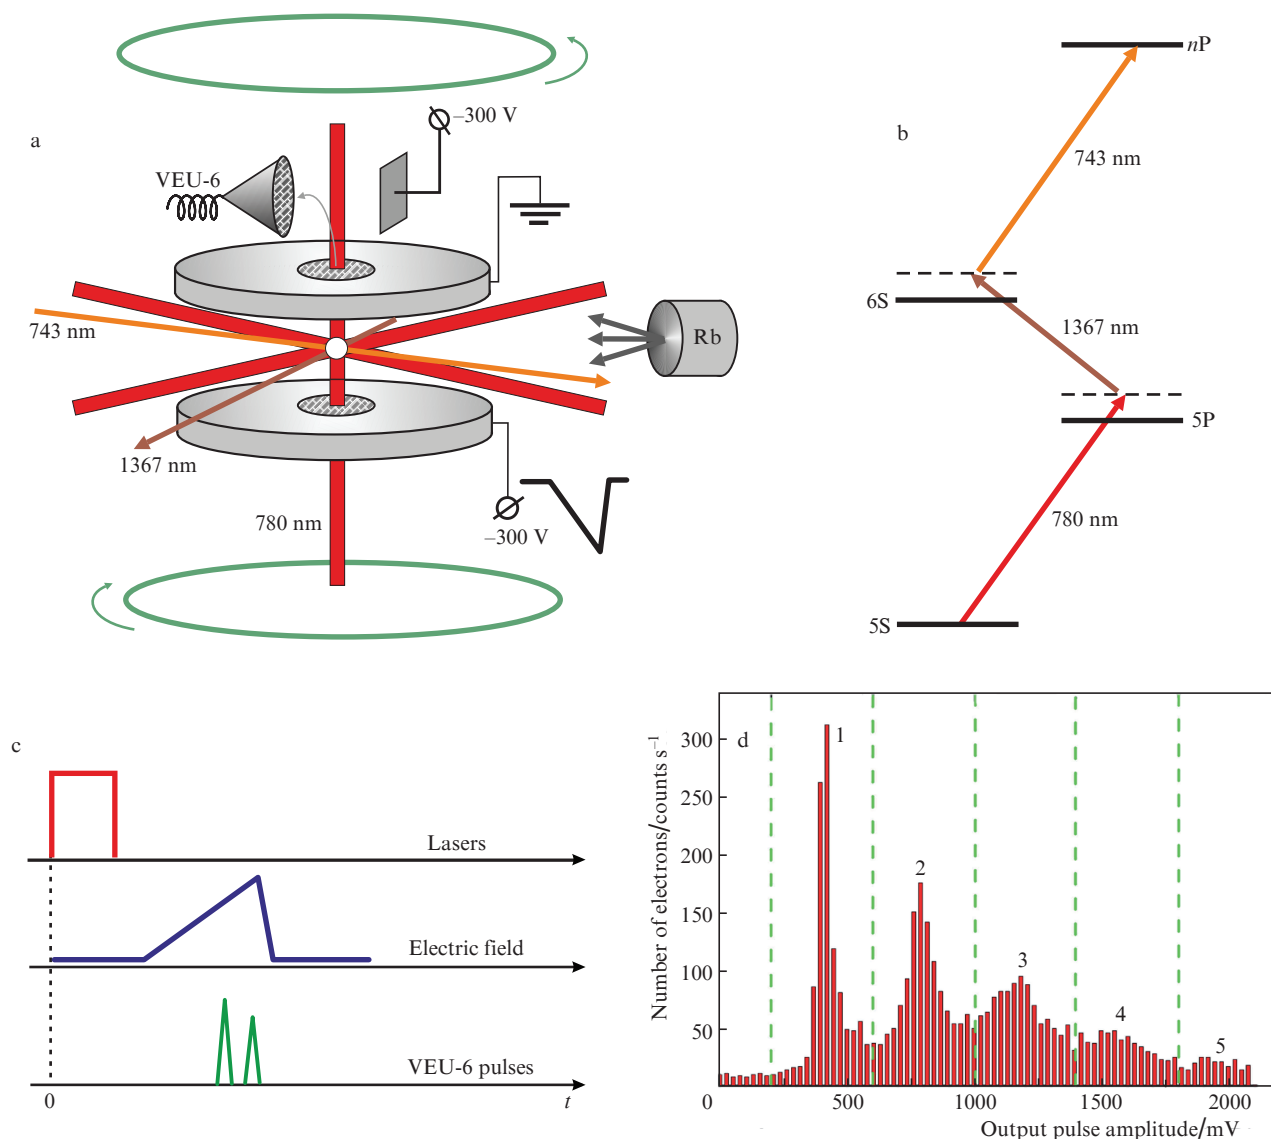 a
–300 V
VEU-6
743 nm
Rb
1367 nm
780 nm
–300 V
b
nP
743 nm
6S
1367 nm
5P
780 nm
5S
c
Lasers
Electric field
VEU-6 pulses
0
t
d
Number of electrons/counts s⁻¹
300
250
200
150
100
50
1
2
3
4
5
0
500
1000
1500
2000
Output pulse amplitude/mV